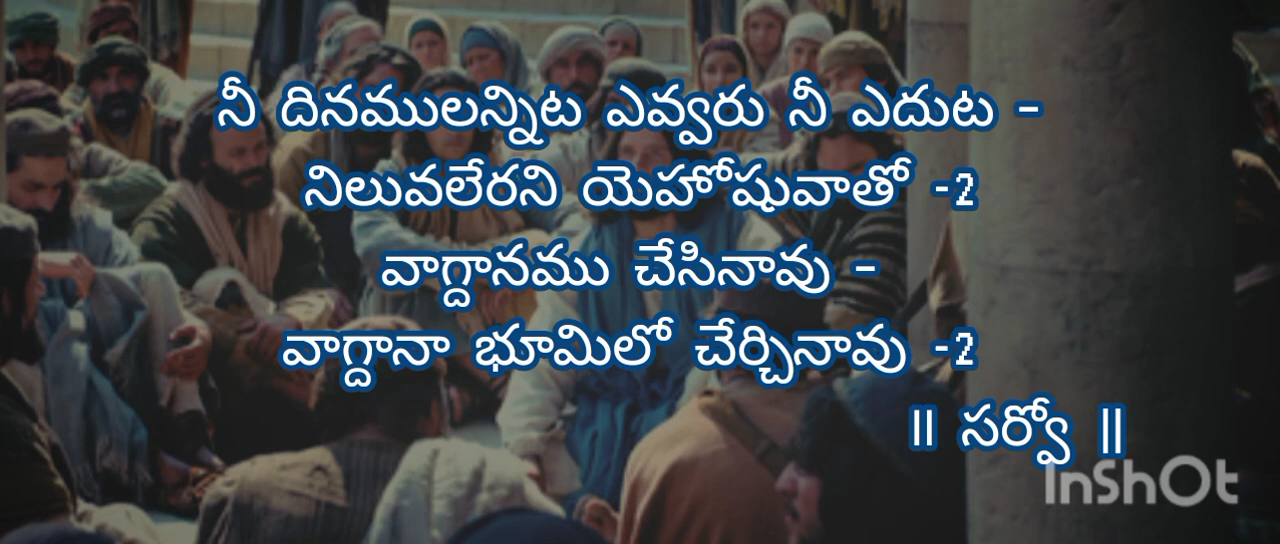 నీ దినములన్నిట ఎవ్వరు నీ ఎదుట -
నిలువలేరని యెహోషువాతో -2
వాగ్దానము చేసినావు -
వాగ్దానా భూమిలో చేర్చినావు -2
|| సర్వో ||
InShOt